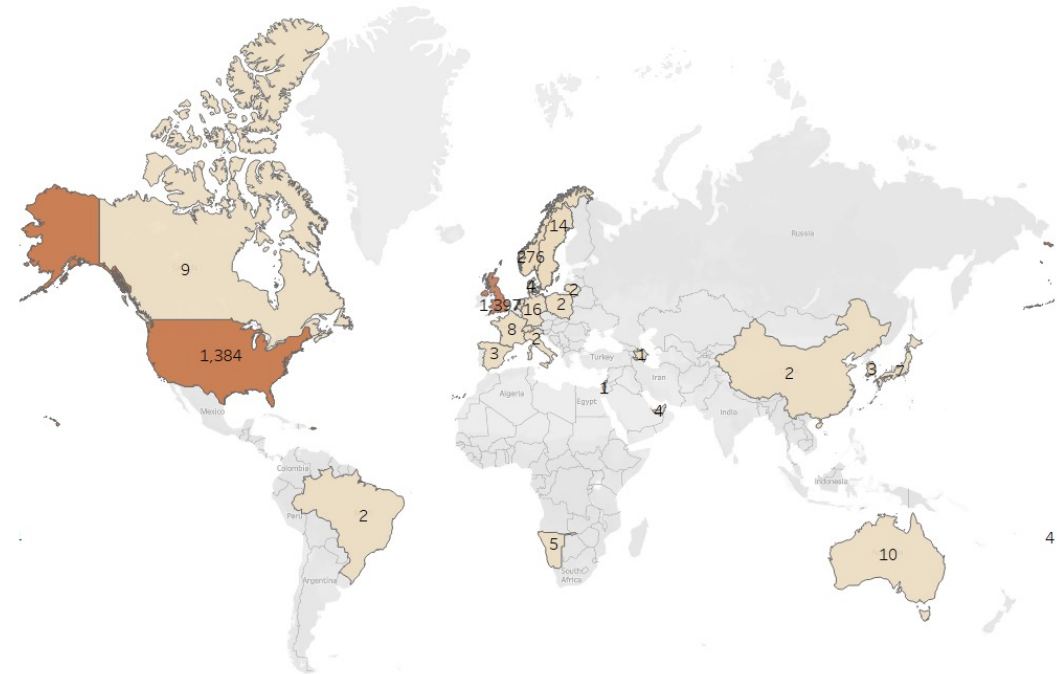 Russia
14
276
9
4
2
1,397
16
2
8
1,384
2
3
1
Turkey
2
3
7
1
Iran
Algeria
Egypt
4
India
Mexico
Colombia
Indonesia
Peru
2
5
4
10
South
Africa
Argentina